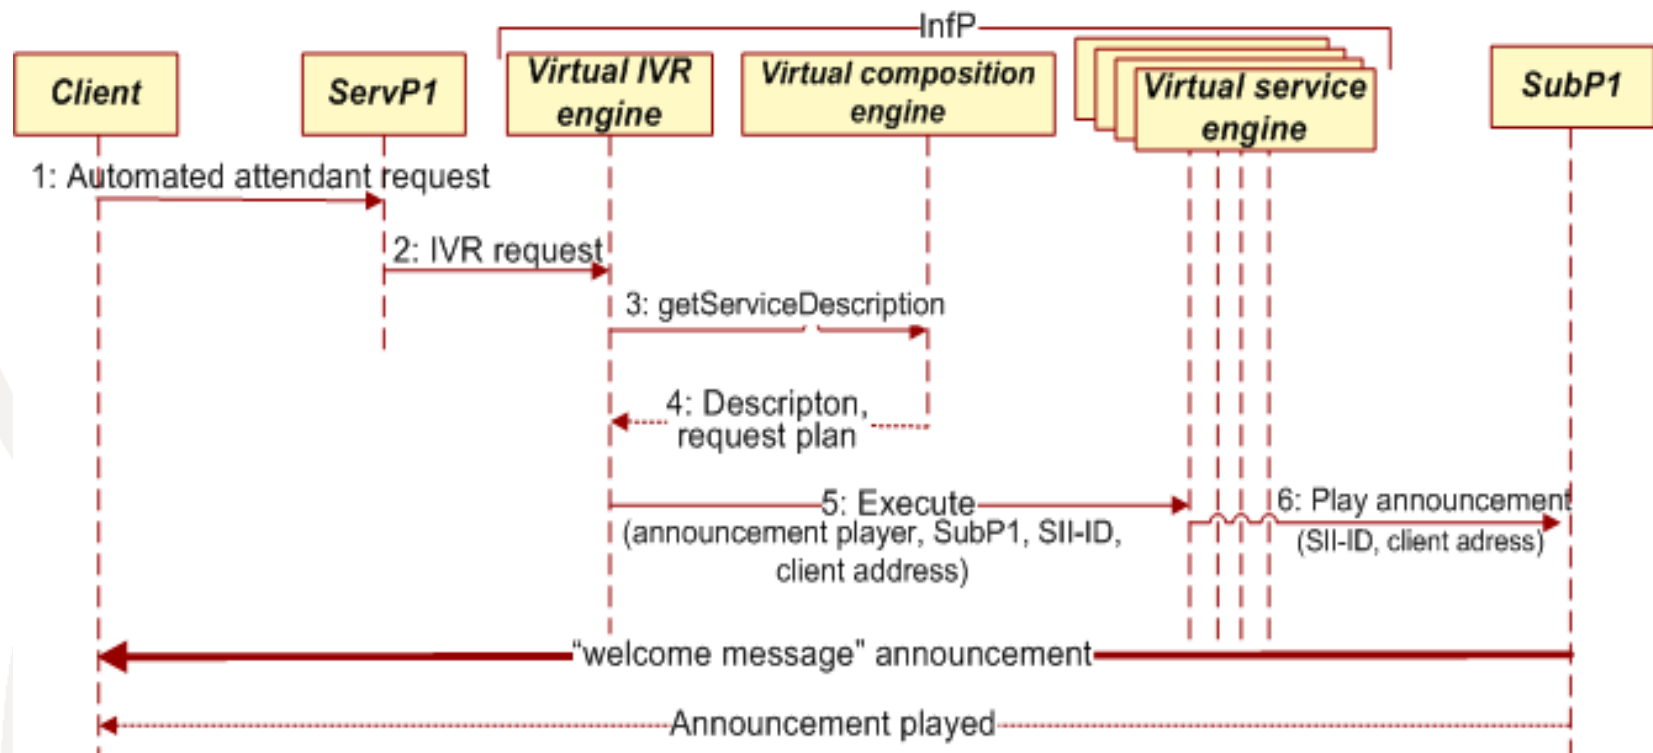 InfP
Client
ServP1
Virtual IVR
engine
Virtual composition
engine
Virtual service
engine
SubP1
1: Automated attendant request
2: IVR request
3: getServiceDescription
4: Descripton,
request plan
5: Execute
(announcement player, SubP1, SII-ID,
client address)
6: Play announcement
(SII-ID, client adress)
“welcome message" announcement
Announcement played